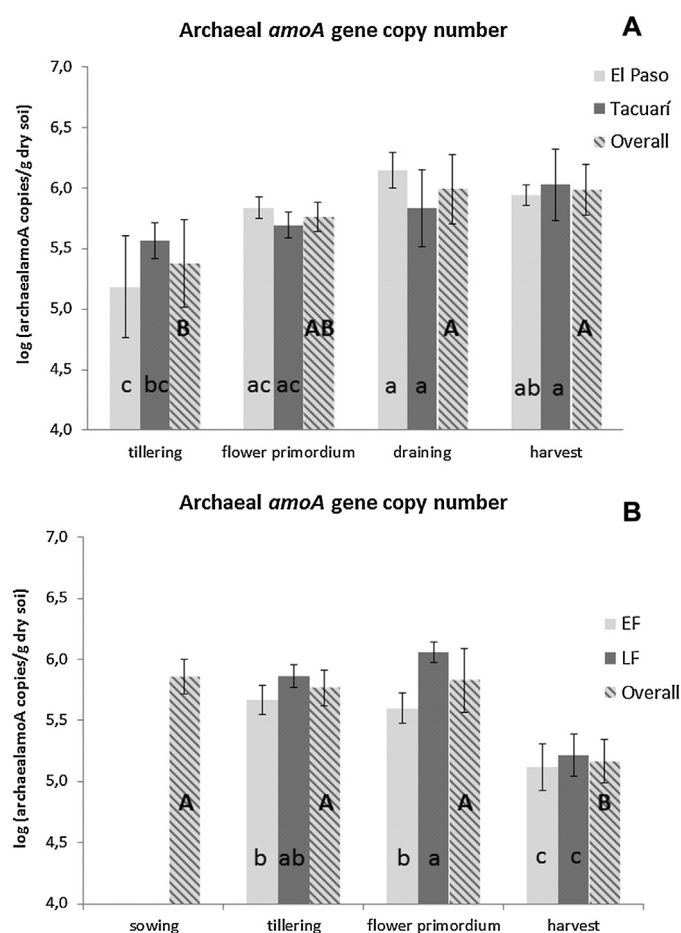 Archaeal amoA gene copy number
A
7,0
6,5
6,0
5,5
5,0
4,5
4,0
log (archaealamoA copies/g dry soi)
El Paso
Tacuarí
Overall
B AB A A
c bc ac ac a a ab a
tillering flower primordium draining harvest
Archaeal amoA gene copy number
B
7,0
6,5
6,0
5,5
5,0
4,5
4,0
log (archaealamoA copies/g dry soi)
EF
LF
Overall
A A A B
b ab b a c c
sowing tillering flower primordium harvest